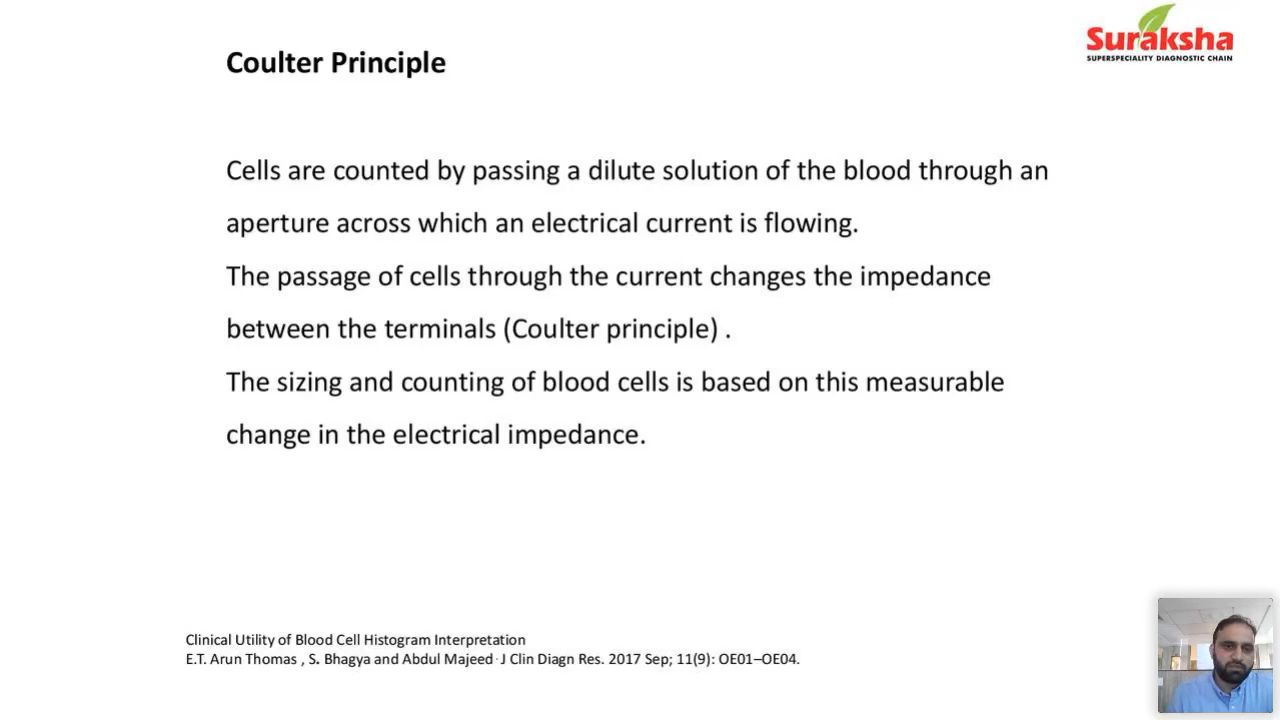 Suraksha
SUPERSPECIALITY DIAGNOSTIC CHAIN
Coulter Principle
Cells are counted by passing a dilute solution of the blood through an
aperture across which an electrical current is flowing.
The passage of cells through the current changes the impedance
between the terminals (Coulter principle) .
The sizing and counting of blood cells is based on this measurable
change in the electrical impedance.
Clinical Utility of Blood Cell Histogram Interpretation
E.T. Arun Thomas , S. Bhagya and Abdul Majeed· J Clin Diagn Res. 2017 Sep; 11(9): OE01–OE04.